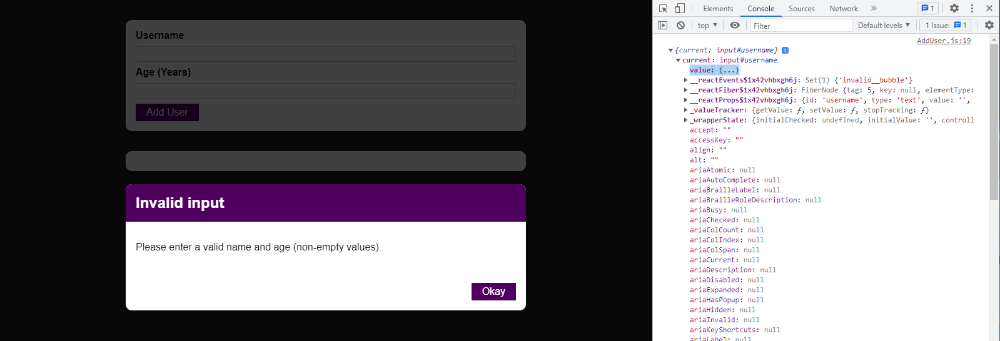 Username
Age (Years)
Add User
Invalid input
Please enter a valid name and age (non-empty values).
Okay
Elements Console Sources Network » 1
top ▼ Filter Default levels ▼ 1 Issue: 1
AddUser.js:19
▼ {current: input#username} i
▼ current: input#username
value: (...)
▶ __reactEvents$1x42vhbxgh6j: Set(1) {'invalid__bubble'}
▶ __reactFiber$1x42vhbxgh6j: FiberNode {tag: 5, key: null, elementType:
▶ __reactProps$1x42vhbxgh6j: {id: 'username', type: 'text', value: '',
▶ _valueTracker: {getValue: ƒ, setValue: ƒ, stopTracking: ƒ}
▶ _wrapperState: {initialChecked: undefined, initialValue: '', controll
accept: ""
accessKey: ""
align: ""
alt: ""
ariaAtomic: null
ariaAutoComplete: null
ariaBrailleLabel: null
ariaBrailleRoleDescription: null
ariaBusy: null
ariaChecked: null
ariaColCount: null
ariaColIndex: null
ariaColSpan: null
ariaCurrent: null
ariaDescription: null
ariaDisabled: null
ariaExpanded: null
ariaHasPopup: null
ariaHidden: null
ariaInvalid: null
ariaKeyShortcuts: null
ariaLabel: null